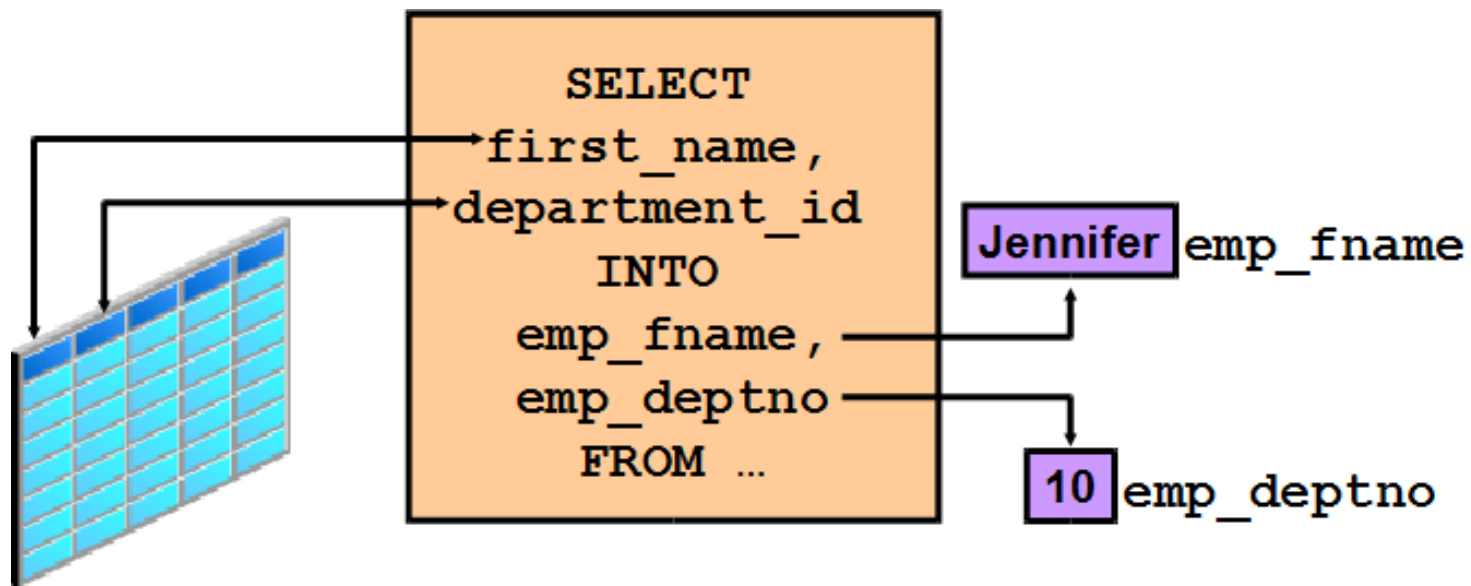 SELECT
first_name,
department_id
INTO
emp_fname,
emp_deptno
FROM …
Jennifer emp_fname
10 emp_deptno